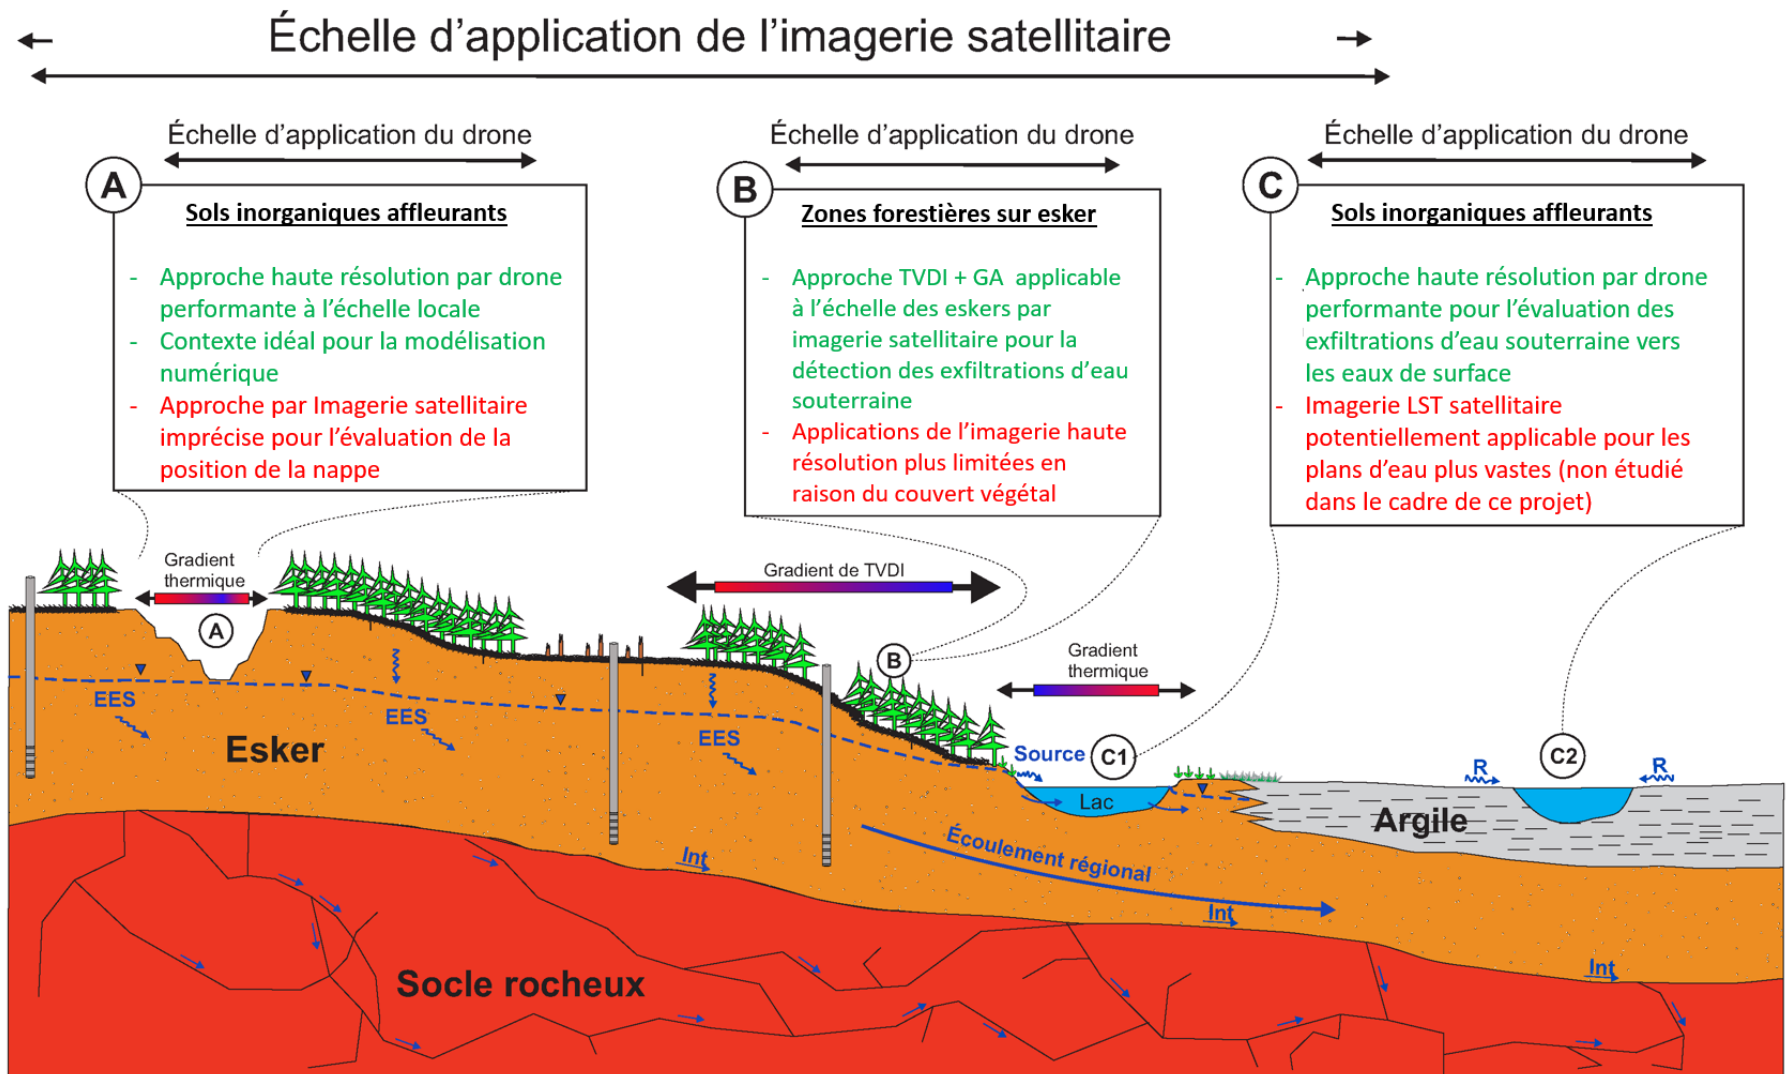 Échelle d'application de l'imagerie satellitaire
Échelle d'application du drone
Échelle d'application du drone
Échelle d'application du drone
A
Sols inorganiques affleurants
- Approche haute résolution par drone
performante à l'échelle locale
- Contexte idéal pour la modélisation
numérique
- Approche par Imagerie satellitaire
imprécise pour l'évaluation de la
position de la nappe
B
Zones forestières sur esker
- Approche TVDI + GA applicable
à l'échelle des eskers par
imagerie satellitaire pour la
détection des exfiltrations d'eau
souterraine
- Applications de l'imagerie haute
résolution plus limitées en
raison du couvert végétal
C
Sols inorganiques affleurants
- Approche haute résolution par drone
performante pour l'évaluation des
exfiltrations d'eau souterraine vers
les eaux de surface
- Imagerie LST satellitaire
potentiellement applicable pour les
plans d'eau plus vastes (non étudié
dans le cadre de ce projet)
Gradient
thermique
A
Gradient de TVDI
B
Gradient
thermique
EES
EES
EES
Esker
Source
C1
Lac
C2
R
R
Argile
Écoulement régional
Int
Int
Int
Socle rocheux